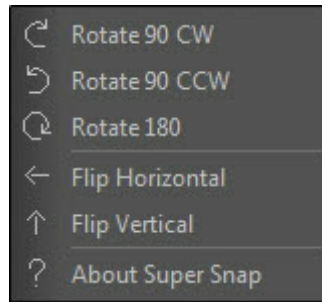 Rotate 90 CW
Rotate 90 CCW
Rotate 180
Flip Horizontal
Flip Vertical
? About Super Snap